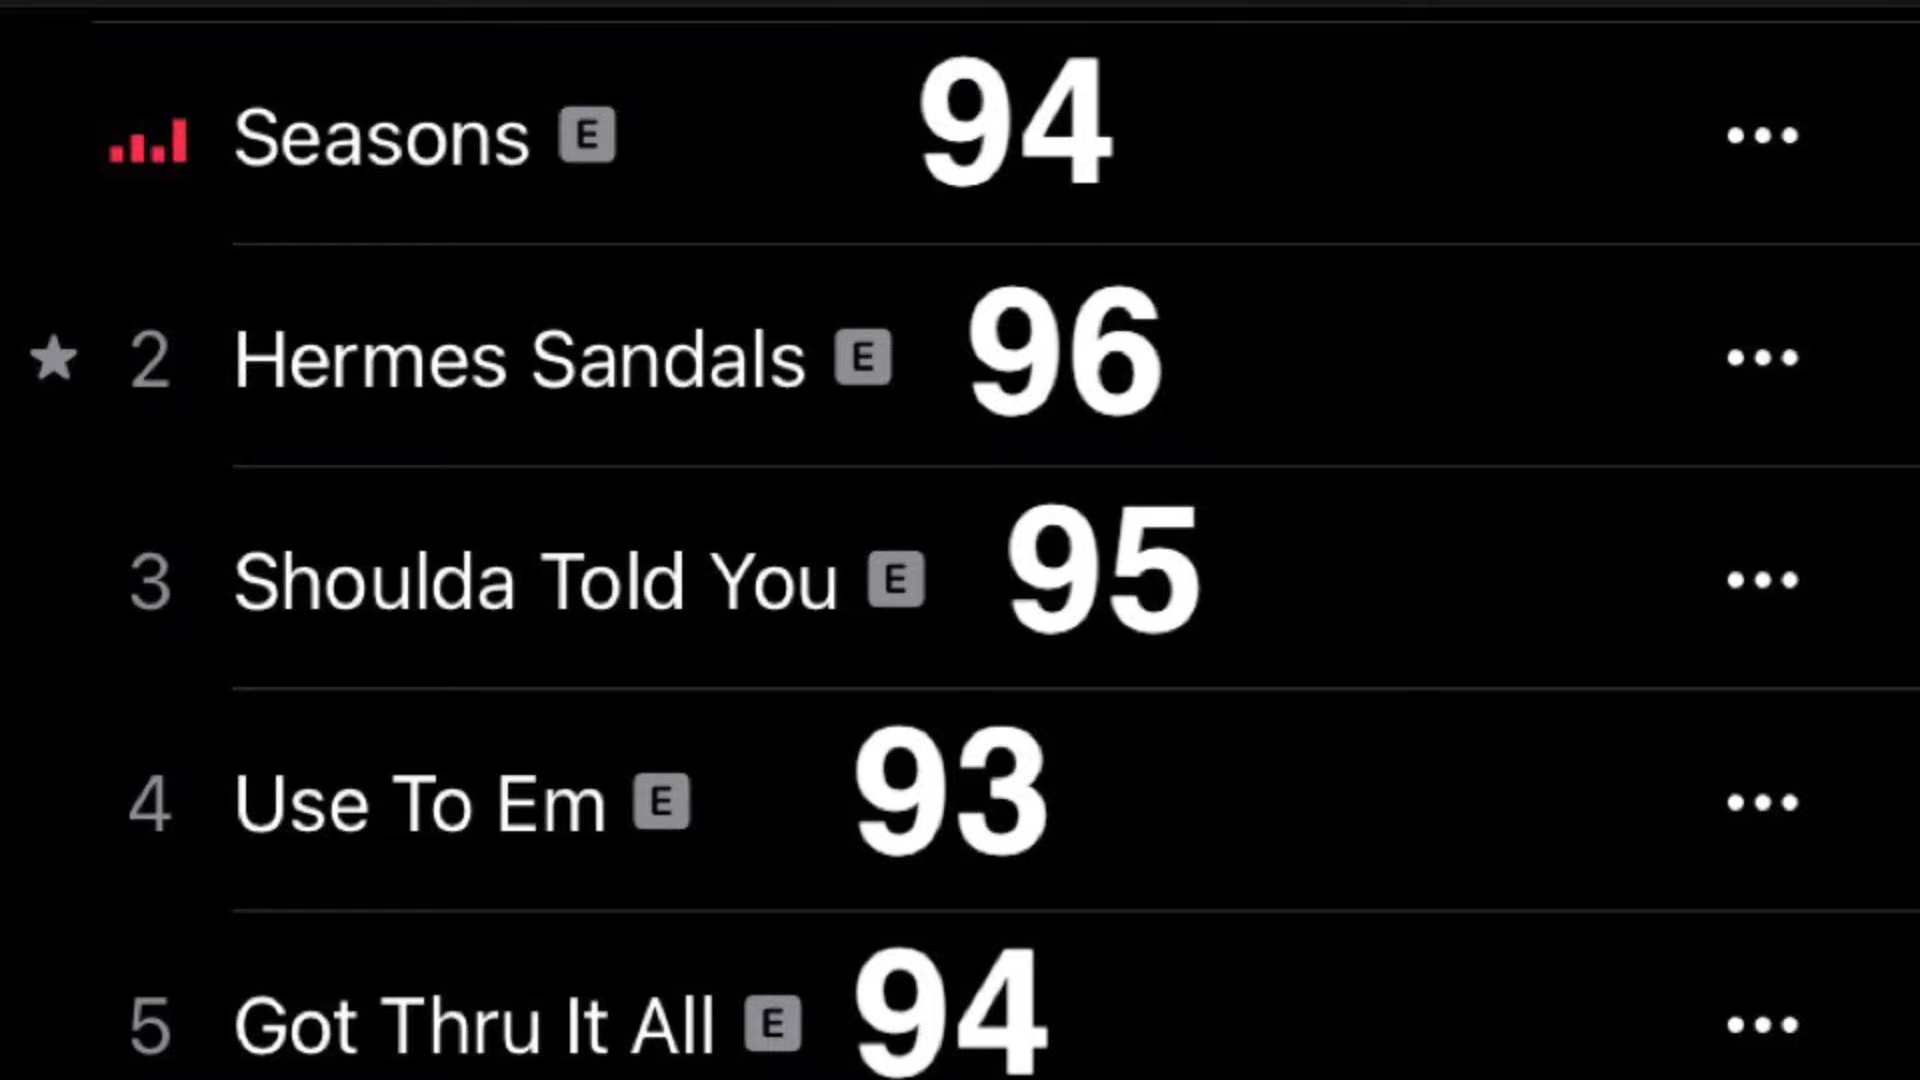 Seasons E 94
2 Hermes Sandals E 96
3 Shoulda Told You E 95
4 Use To Em E 93
5 Got Thru It All E 94